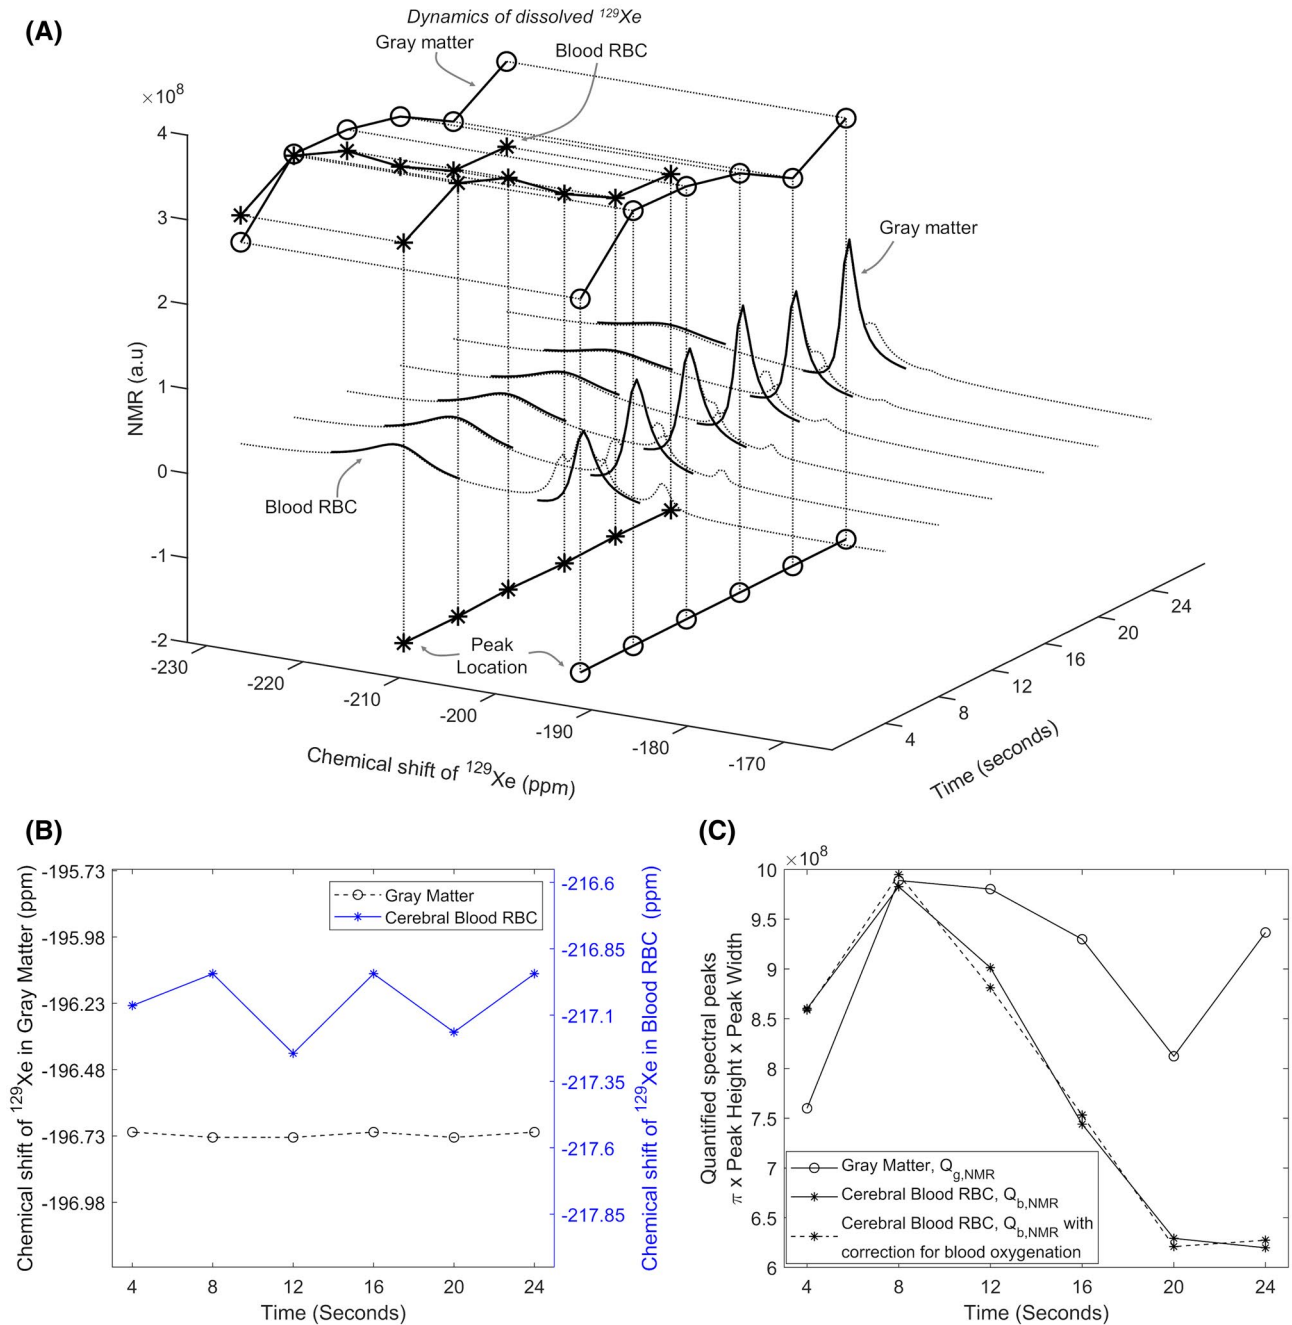 (A)
Dynamics of dissolved ¹²⁹Xe
Gray matter
Blood RBC
×10⁸
4
3
2
1
0
-1
-2
NMR (a.u)
Gray matter
Blood RBC
Peak
Location
-230
-220
-210
-200
-190
-180
-170
Chemical shift of ¹²⁹Xe (ppm)
4
8
12
16
20
24
Time (seconds)
(B)
Chemical shift of ¹²⁹Xe in Gray Matter (ppm)
-195.73
-195.98
-196.23
-196.48
-196.73
-196.98
Gray Matter
Cerebral Blood RBC
-216.6
-216.85
-217.1
-217.35
-217.6
-217.85
Chemical shift of ¹²⁹Xe in Blood RBC (ppm)
4 8 12 16 20 24
Time (Seconds)
(C)
×10⁸
Quantified spectral peaks
π x Peak Height x Peak Width
10
9.5
9
8.5
8
7.5
7
6.5
6
Gray Matter, Q_g,NMR
Cerebral Blood RBC, Q_b,NMR
Cerebral Blood RBC, Q_b,NMR with
correction for blood oxygenation
4 8 12 16 20 24
Time (Seconds)